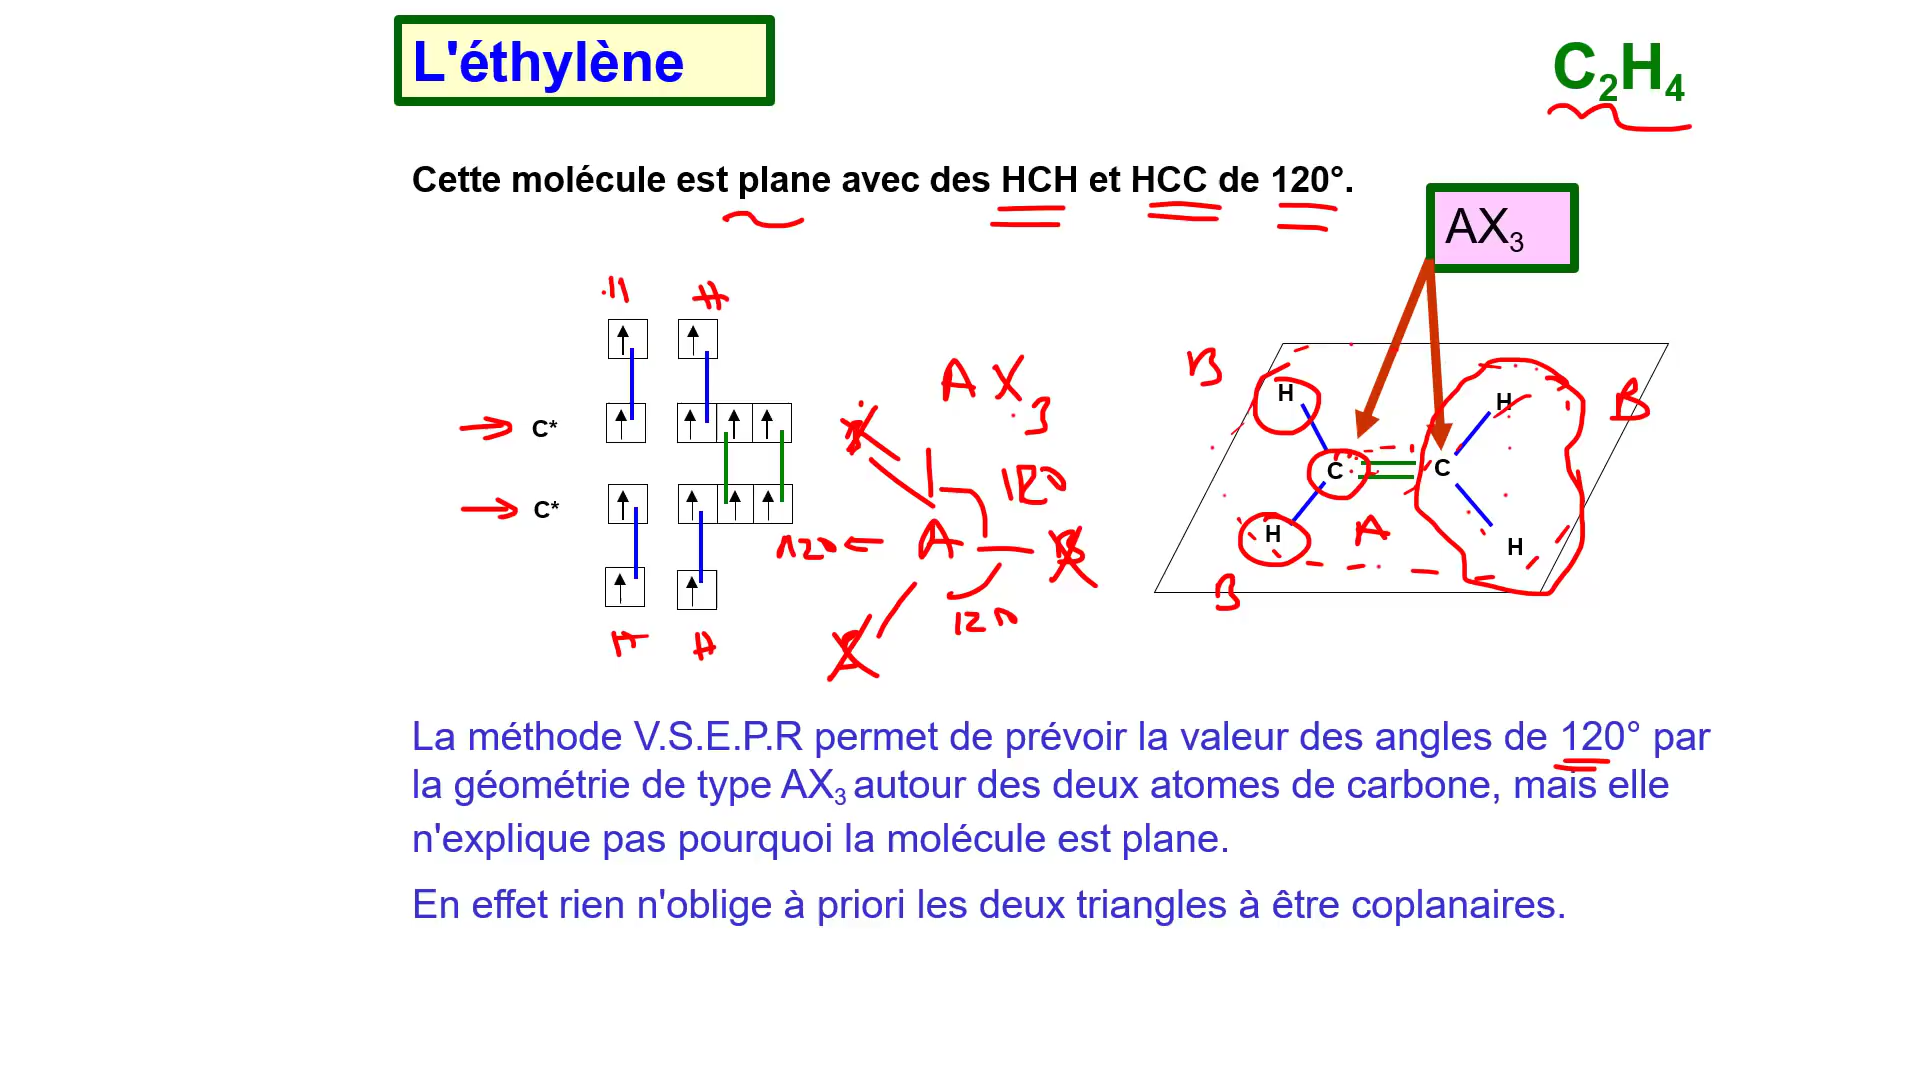 L'éthylène
C₂H₄
Cette molécule est plane avec des HCH et HCC de 120°.
AX₃
H
C*
C*
H H
AX₃
120
A
120
120
B
H
H
B
C
C
A
H
H
B
La méthode V.S.E.P.R permet de prévoir la valeur des angles de 120° par
la géométrie de type AX₃ autour des deux atomes de carbone, mais elle
n'explique pas pourquoi la molécule est plane.
En effet rien n'oblige à priori les deux triangles à être coplanaires.